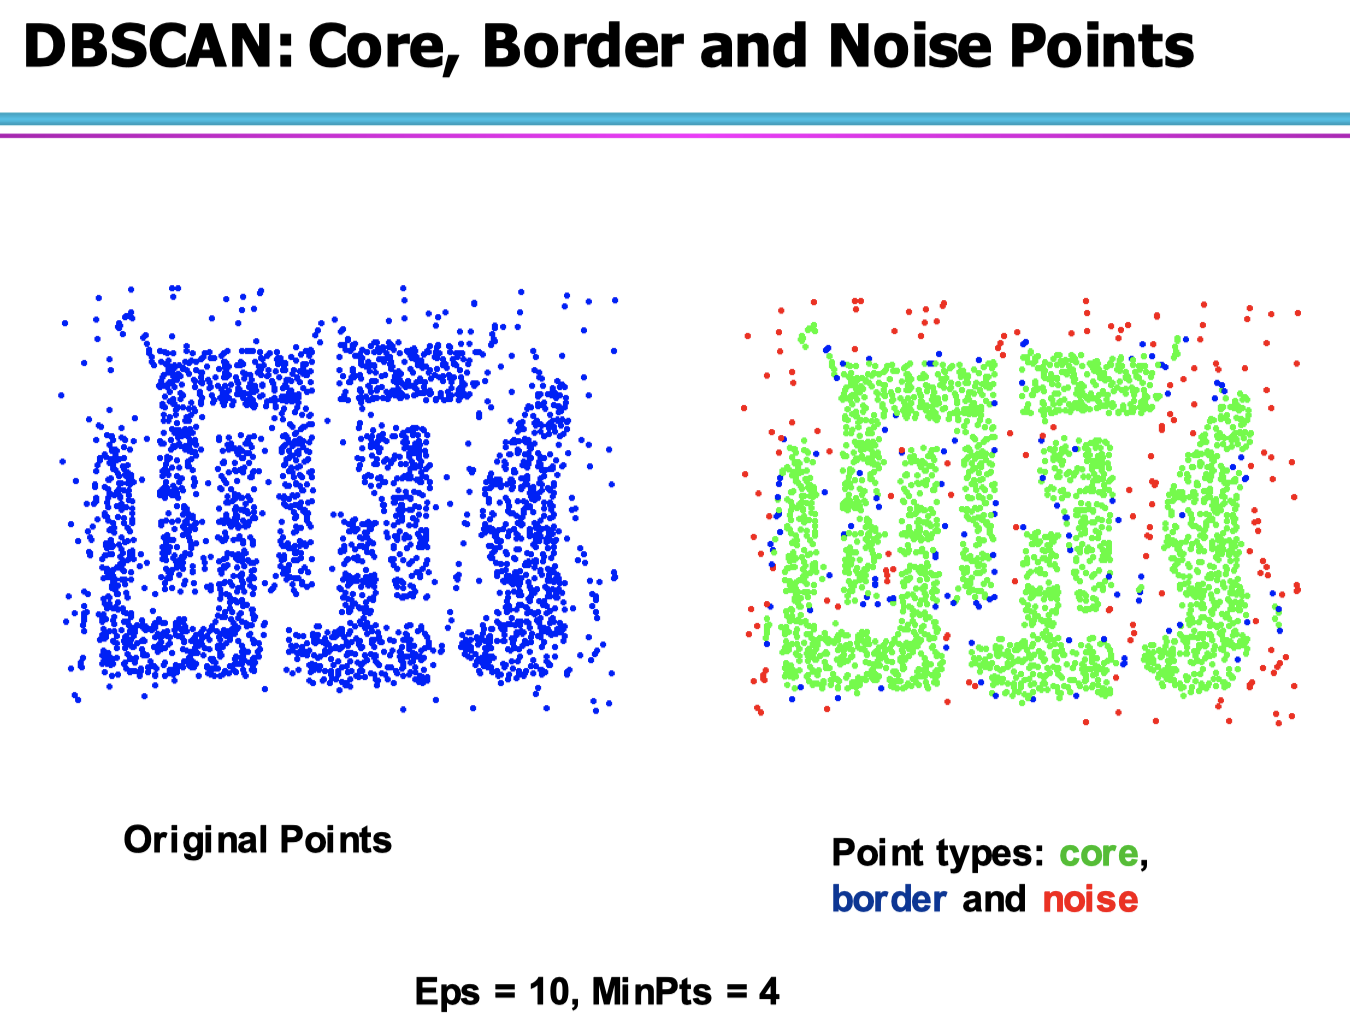 DBSCAN: Core, Border and Noise Points
Original Points
Point types: core,
border and noise
Eps = 10, MinPts = 4